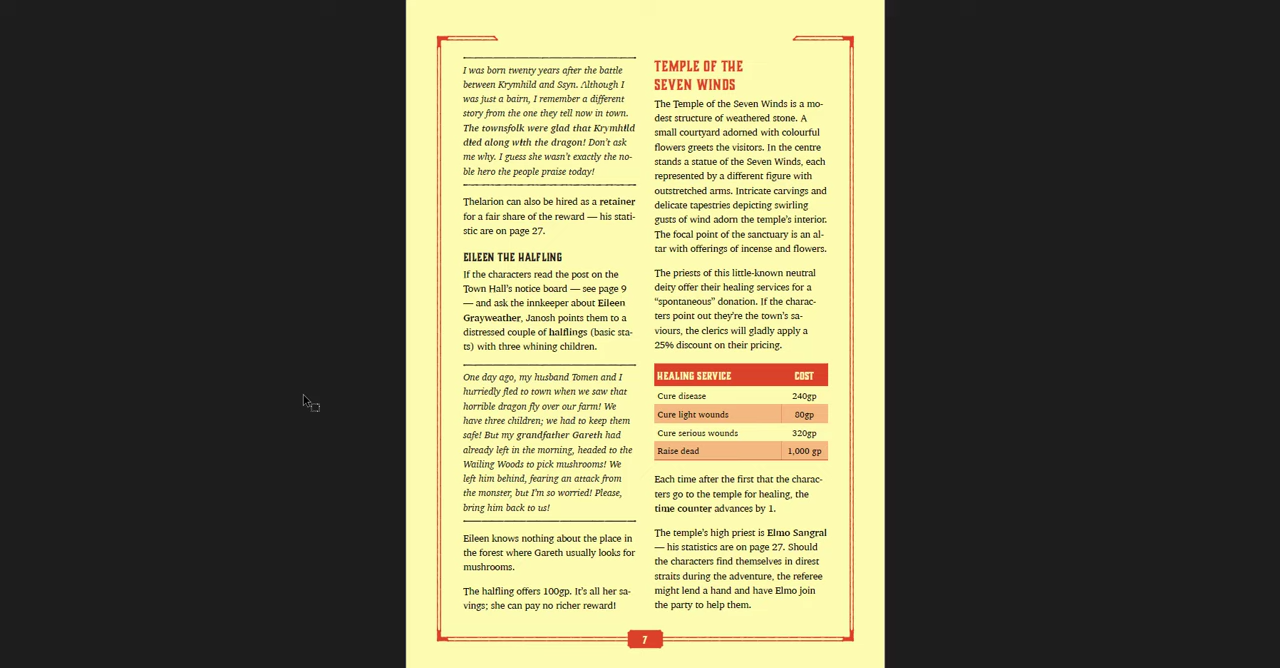 I was born twenty years after the battle
between Krymhild and Ssyn. Although I
was just a bairn, I remember a different
story from the one they tell now in town.
The townsfolk were glad that Krymhild
died along with the dragon! Don't ask
me why. I guess she wasn't exactly the no-
ble hero the people praise today!
Thelarion can also be hired as a retainer
for a fair share of the reward — his stati-
stic are on page 27.
EILEEN THE HALFLING
If the characters read the post on the
Town Hall's notice board — see page 9
— and ask the innkeeper about Eileen
Grayweather, Janosh points them to a
distressed couple of halflings (basic sta-
ts) with three whining children.
One day ago, my husband Tomen and I
hurriedly fled to town when we saw that
horrible dragon fly over our farm! We
have three children; we had to keep them
safe! But my grandfather Gareth had
already left in the morning, headed to the
Wailing Woods to pick mushrooms! We
left him behind, fearing an attack from
the monster, but I'm so worried! Please,
bring him back to us!
Eileen knows nothing about the place in
the forest where Gareth usually looks for
mushrooms.
The halfling offers 100gp. It's all her sa-
vings; she can pay no richer reward!
TEMPLE OF THE
SEVEN WINDS
The Temple of the Seven Winds is a mo-
dest structure of weathered stone. A
small courtyard adorned with colourful
flowers greets the visitors. In the centre
stands a statue of the Seven Winds, each
represented by a different figure with
outstretched arms. Intricate carvings and
delicate tapestries depicting swirling
gusts of wind adorn the temple's interior.
The focal point of the sanctuary is an al-
tar with offerings of incense and flowers.
The priests of this little-known neutral
deity offer their healing services for a
“spontaneous” donation. If the charac-
ters point out they're the town's sa-
viours, the clerics will gladly apply a
25% discount on their pricing.
HEALING SERVICE COST
Cure disease 240gp
Cure light wounds 80gp
Cure serious wounds 320gp
Raise dead 1,000 gp
Each time after the first that the charac-
ters go to the temple for healing, the
time counter advances by 1.
The temple's high priest is Elmo Sangral
— his statistics are on page 27. Should
the characters find themselves in direst
straits during the adventure, the referee
might lend a hand and have Elmo join
the party to help them.
7